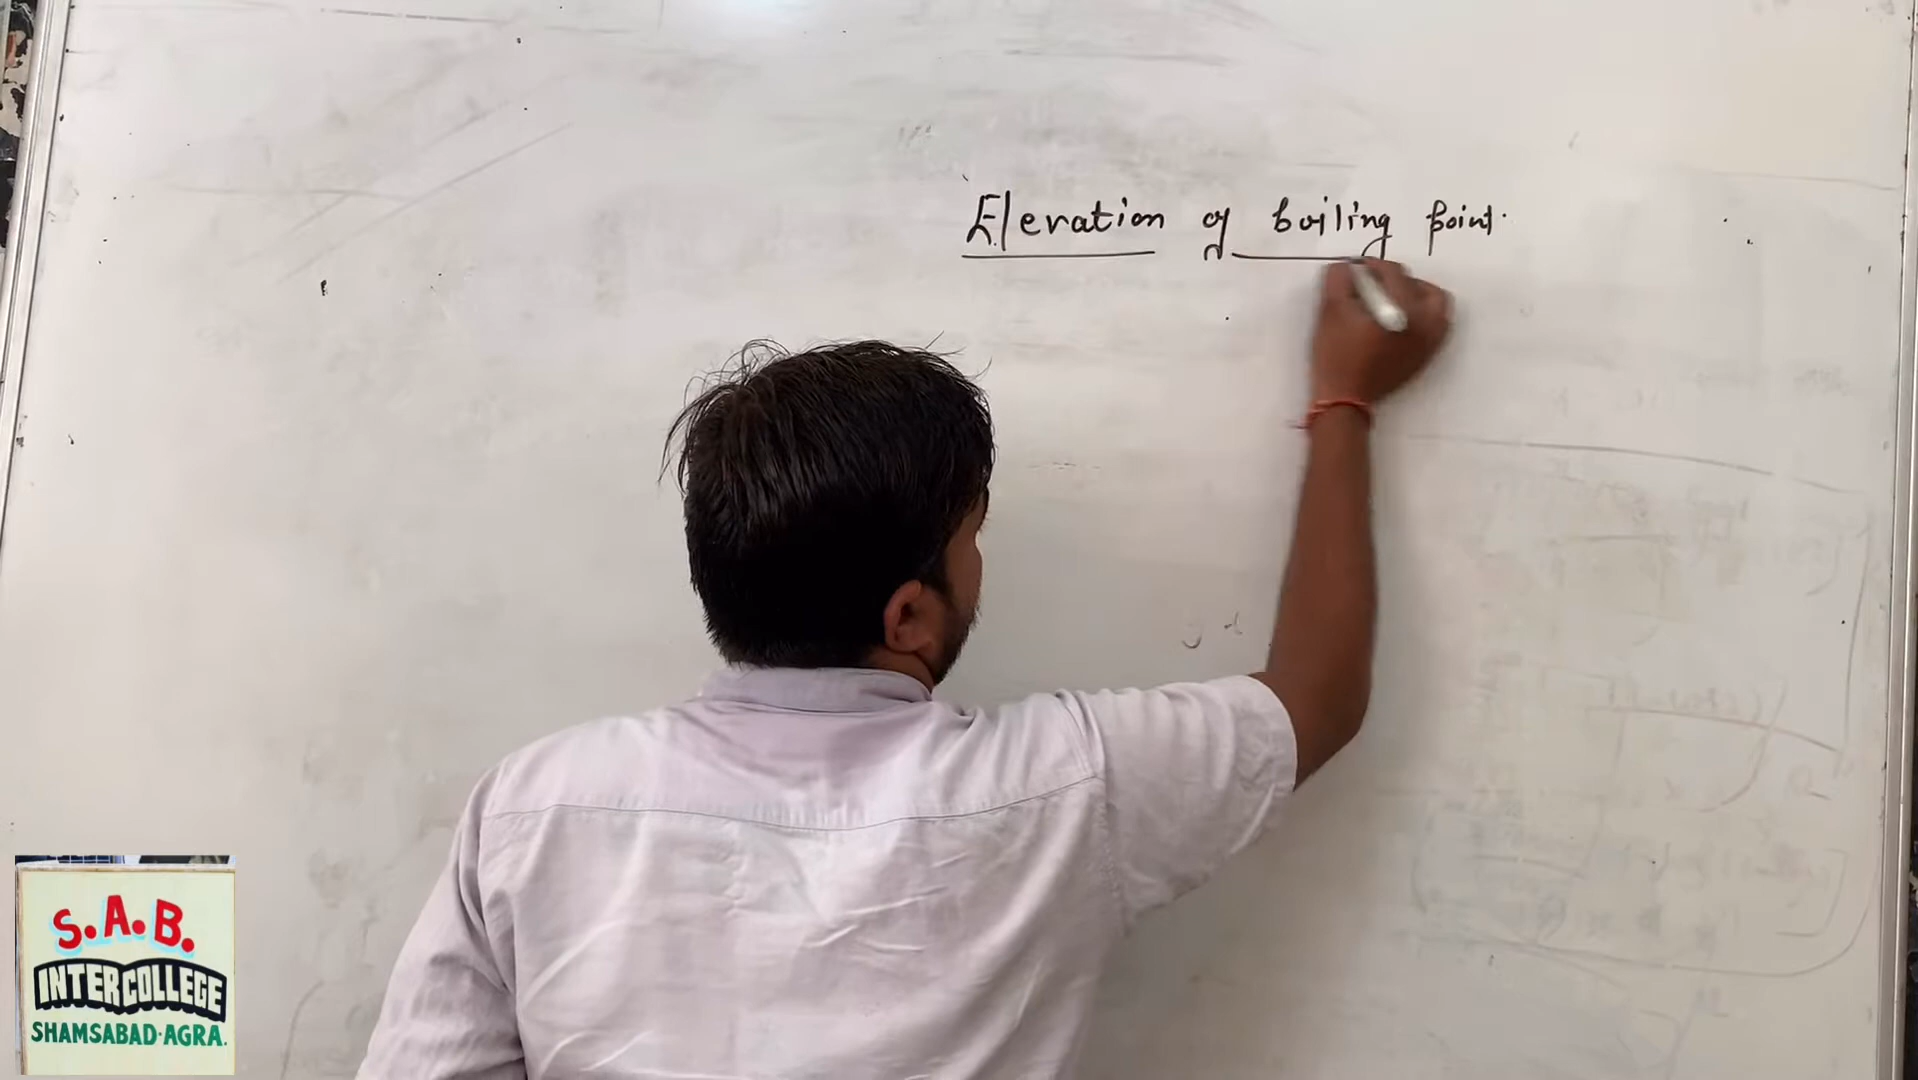 Elevation of boiling point.
S.A.B.
INTERCOLLEGE
SHAMSABAD·AGRA.